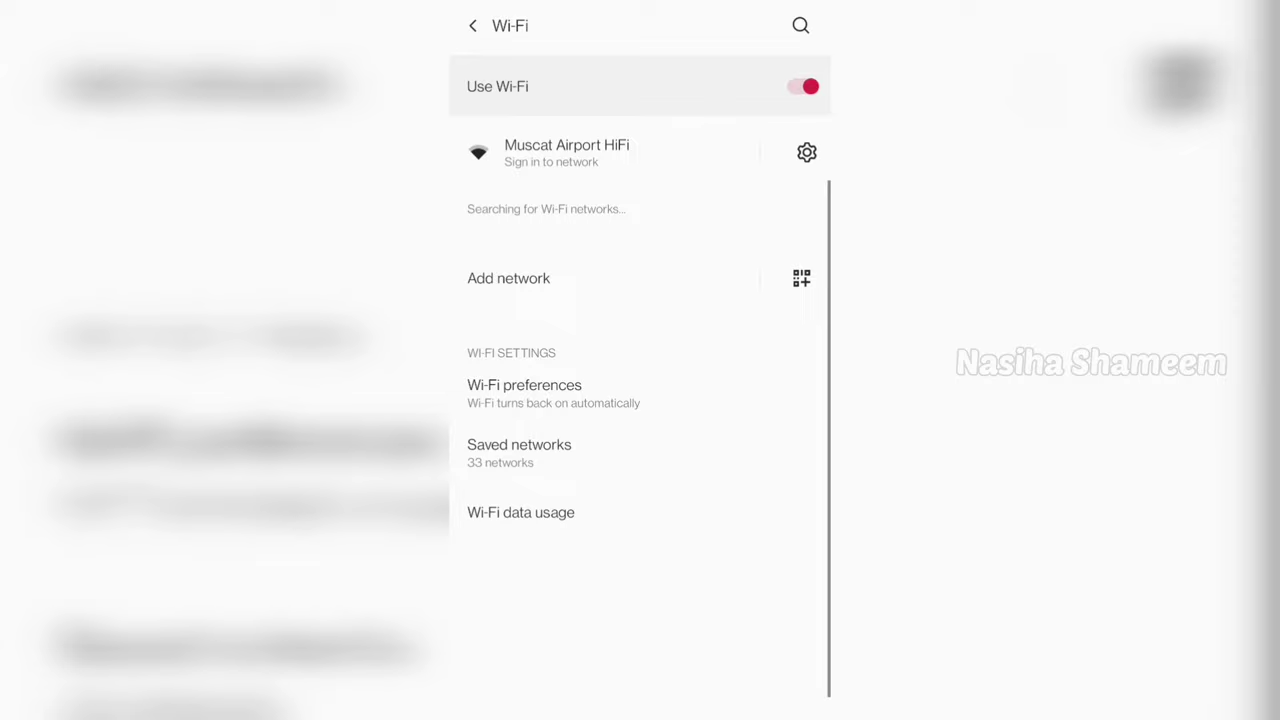 Wi-Fi
Use Wi-Fi
Muscat Airport HiFi
Sign in to network
Searching for Wi-Fi networks...
Add network
WI-FI SETTINGS
Wi-Fi preferences
Wi-Fi turns back on automatically
Saved networks
33 networks
Wi-Fi data usage
Nasiha Shameem